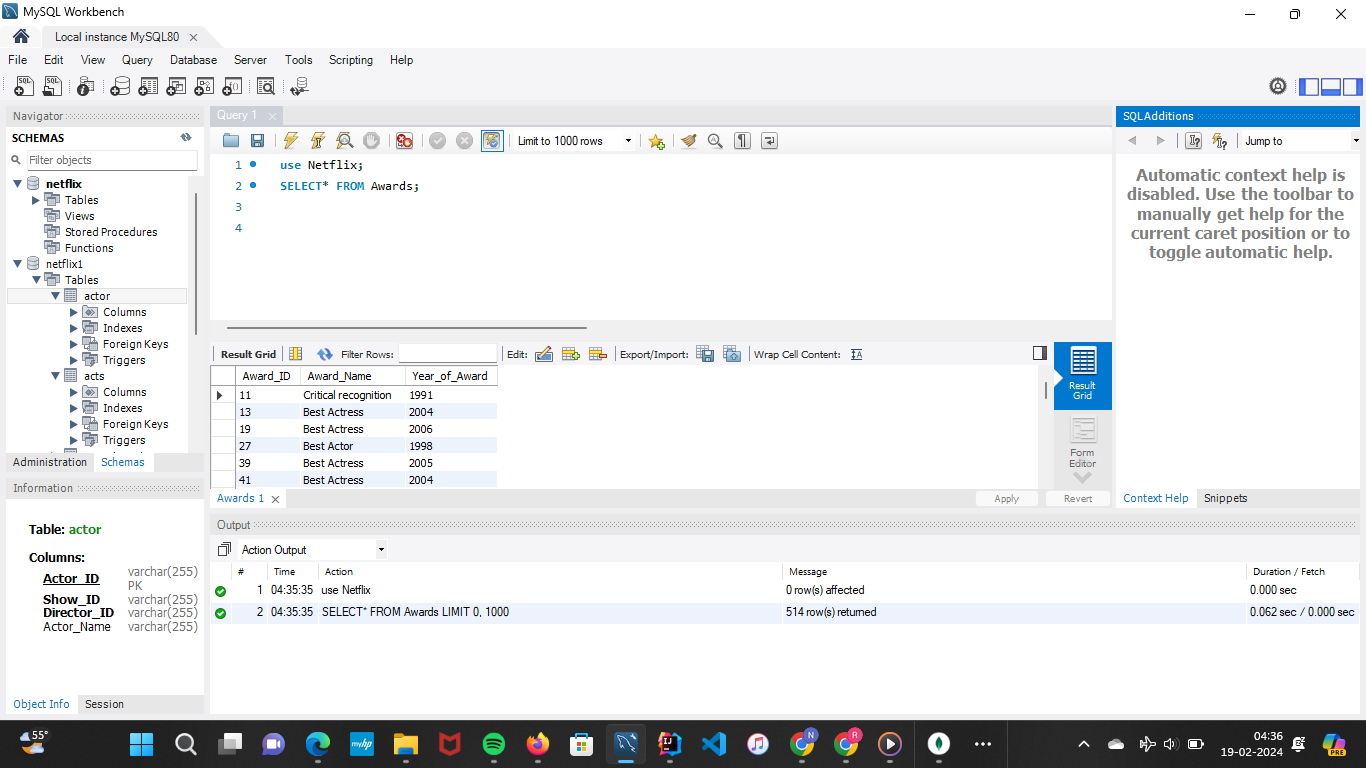 MySQL Workbench
Local instance MySQL80
File Edit View Query Database Server Tools Scripting Help
Navigator
SCHEMAS
Filter objects
netflix
Tables
Views
Stored Procedures
Functions
netflix1
Tables
actor
Columns
Indexes
Foreign Keys
Triggers
acts
Columns
Indexes
Foreign Keys
Triggers
Administration Schemas
Information
Table: actor
Columns:
Actor_ID varchar(255) PK
Show_ID varchar(255)
Director_ID varchar(255)
Actor_Name varchar(255)
Object Info Session
Query 1
Limit to 1000 rows
1 use Netflix;
2 SELECT* FROM Awards;
3
4
Result Grid Filter Rows: Edit: Export/Import: Wrap Cell Content:
Award_ID Award_Name Year_of_Award
11 Critical recognition 1991
13 Best Actress 2004
19 Best Actress 2006
27 Best Actor 1998
39 Best Actress 2005
41 Best Actress 2004
Result Grid
Form Editor
Awards 1 Apply Revert
Output
Action Output
# Time Action Message Duration / Fetch
1 04:35:35 use Netflix 0 row(s) affected 0.000 sec
2 04:35:35 SELECT* FROM Awards LIMIT 0, 1000 514 row(s) returned 0.062 sec / 0.000 sec
SQLAdditions
Jump to
Automatic context help is
disabled. Use the toolbar to
manually get help for the
current caret position or to
toggle automatic help.
Context Help Snippets
55°
myhp
IJ
N
R
04:36
19-02-2024
PRE